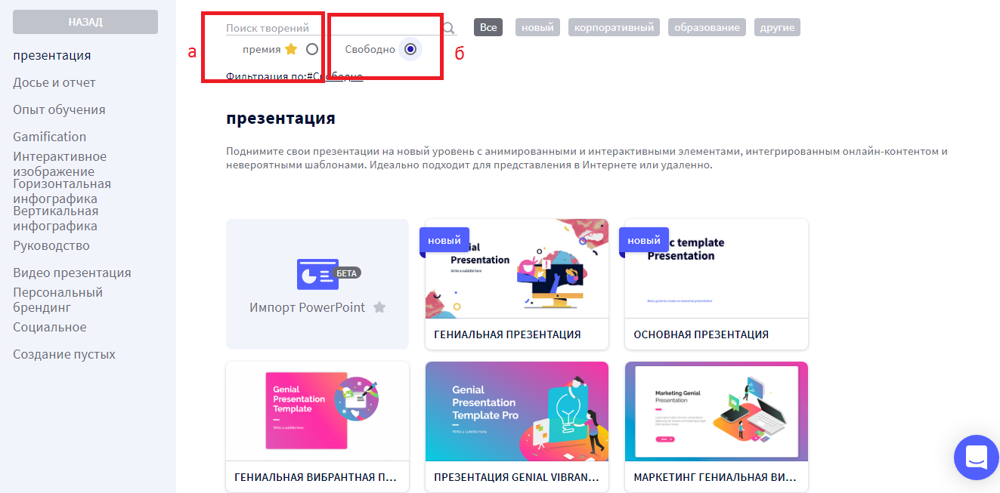 НАЗАД
презентация
Досье и отчет
Опыт обучения
Gamification
Интерактивное
изображение
Горизонтальная
инфографика
Вертикальная
инфографика
Руководство
Видео презентация
Персональный
брендинг
Социальное
Создание пустых
а
Поиск творений
премия
Свободно
б
Фильтрация по:#Свободно
Все
новый
корпоративный
образование
другие
презентация
Поднимите свои презентации на новый уровень с анимированными и интерактивными элементами, интегрированным онлайн-контентом и
невероятными шаблонами. Идеально подходит для представления в Интернете или удаленно.
БЕТА
Импорт PowerPoint
новый
ial
Presentation
Write a subtitle here
ГЕНИАЛЬНАЯ ПРЕЗЕНТАЦИЯ
новый
c template
Presentation
Basic guide to create an awesome presentation
ОСНОВНАЯ ПРЕЗЕНТАЦИЯ
Genial
Presentation
Template
Write a subtitle here
ГЕНИАЛЬНАЯ ВИБРАНТНАЯ П...
Genial
Presentation
Template Pro
Write a subtitle here
ПРЕЗЕНТАЦИЯ GENIAL VIBRAN...
Marketing Genial
Presentation
Start
МАРКЕТИНГ ГЕНИАЛЬНАЯ ВИ...